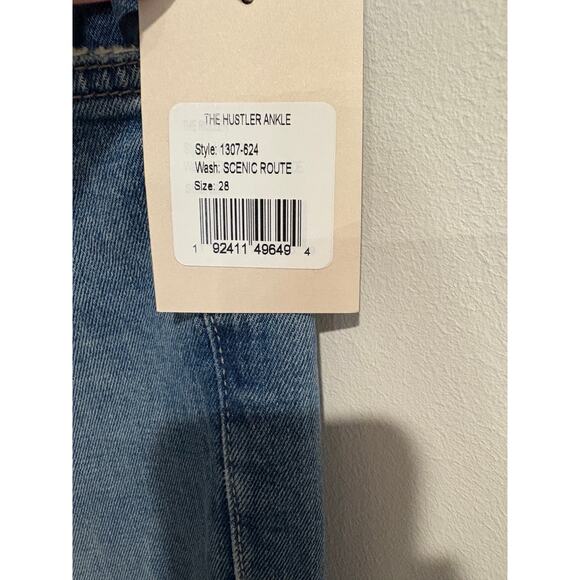 THE HUSTLER ANKLE
Style: 1307-624
Wash: SCENIC ROUTE
Size: 28
1 92411 49649 4